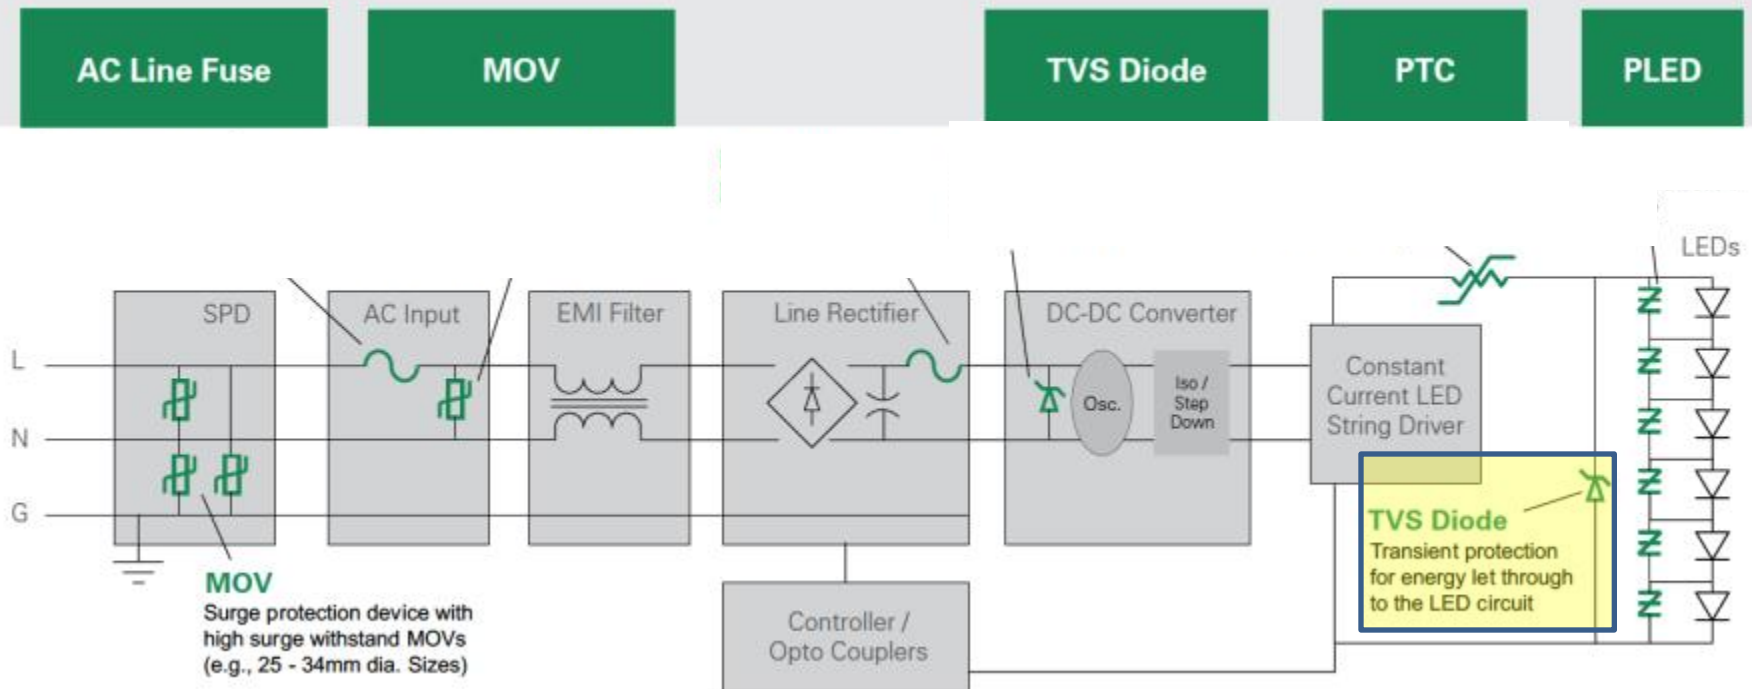 AC Line Fuse
MOV
TVS Diode
PTC
PLED
LEDs
SPD
AC Input
EMI Filter
Line Rectifier
DC-DC Converter
L
N
G
Osc.
Iso /
Step
Down
Constant
Current LED
String Driver
TVS Diode
Transient protection
for energy let through
to the LED circuit
MOV
Surge protection device with
high surge withstand MOVs
(e.g., 25 - 34mm dia. Sizes)
Controller /
Opto Couplers